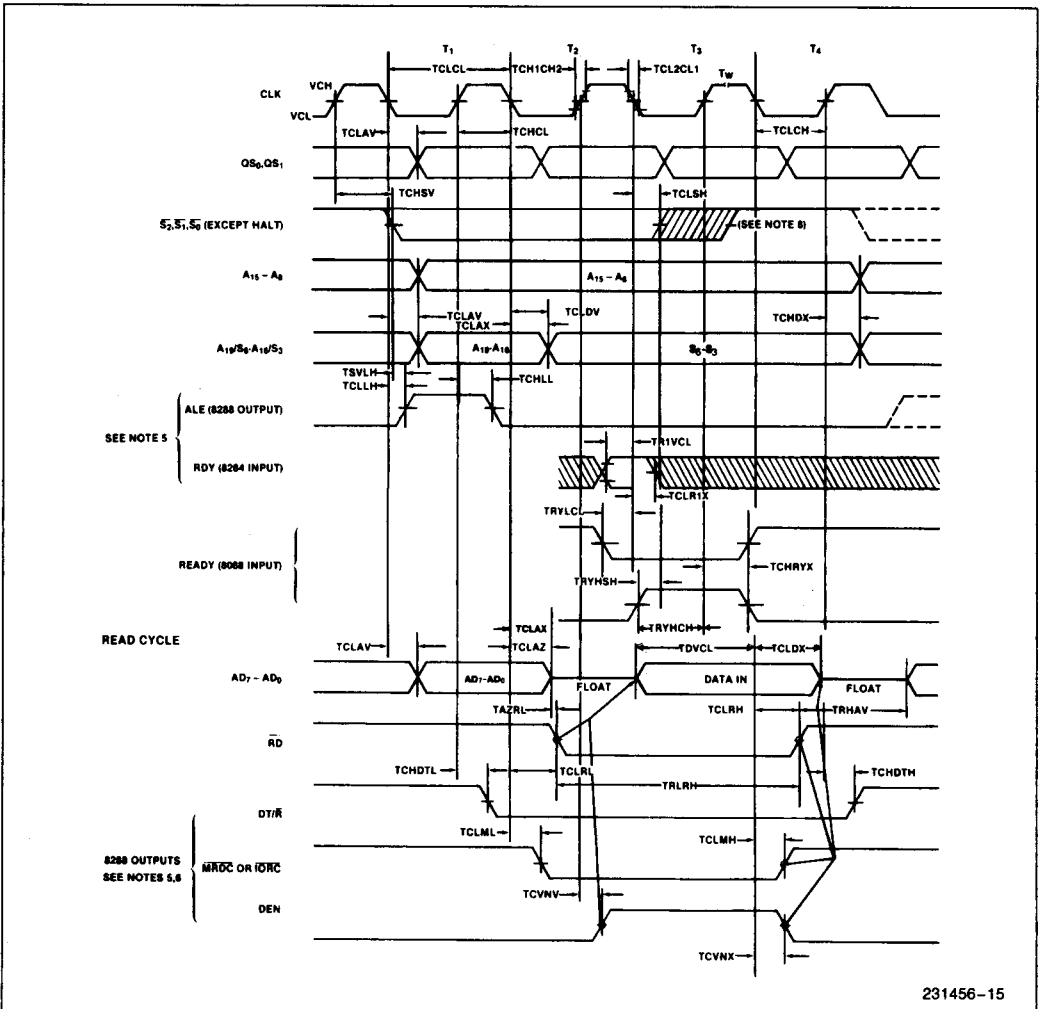 T1 T2 T3 T4
TCLCL TCH1CH2 TCL2CL1
TW
VCH
CLK
VCL
TCLAV TCHCL TCLCH
QS0,QS1
TCHSV TCLSH
S2,S1,S0 (EXCEPT HALT) (SEE NOTE 8)
A15 – A8 A15 – A8
TCLAV TCLDV TCHDX
TCLAX
A19/S6-A16/S3 A19-A16 S6-S3
TSVLH
TCLLH TCHLL
ALE (8288 OUTPUT)
SEE NOTE 5
TR1VCL
RDY (8284 INPUT)
TCLR1X
TRYLCL
READY (8088 INPUT) TCHRYX
TRYHSH
TCLAX TRYHCH
READ CYCLE
TCLAV TCLAZ TDVCL TCLDX
AD7 – AD0 AD7-AD0 FLOAT DATA IN FLOAT
TAZRL TCLRH TRHAV
RD
TCHDTL TCLRL TRLRH TCHDTH
DT/R
TCLML TCLMH
8288 OUTPUTS
SEE NOTES 5,6
MRDC OR IORC
TCVNV
DEN
TCVNX
231456–15